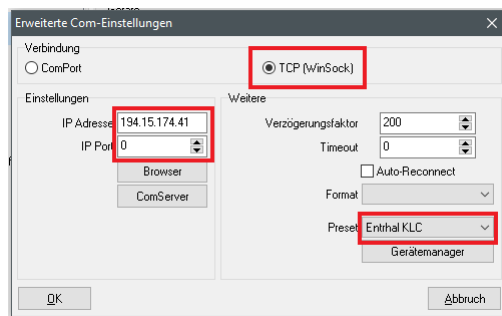 Erweiterte Com-Einstellungen
Verbindung
ComPort
TCP (WinSock)
Einstellungen
IP Adresse 194.15.174.41
IP Port 0
Browser
ComServer
Weitere
Verzögerungsfaktor 200
Timeout 0
Auto-Reconnect
Format
Preset Entrhal KLC
Gerätemanager
OK
Abbruch